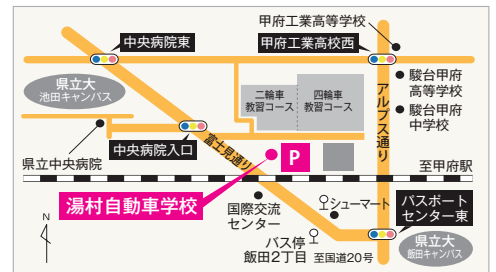 甲府工業高等学校
中央病院東
甲府工業高校西
駿台甲府
高等学校
駿台甲府
中学校
県立大
池田キャンパス
二輪車
教習コース
四輪車
教習コース
アルプス通り
中央病院入口
富士見通り
県立中央病院
P
至甲府駅
湯村自動車学校
国際交流
センター
シューマート
パスポート
センター東
バス停
飯田2丁目
至国道20号
県立大
飯田キャンパス
N